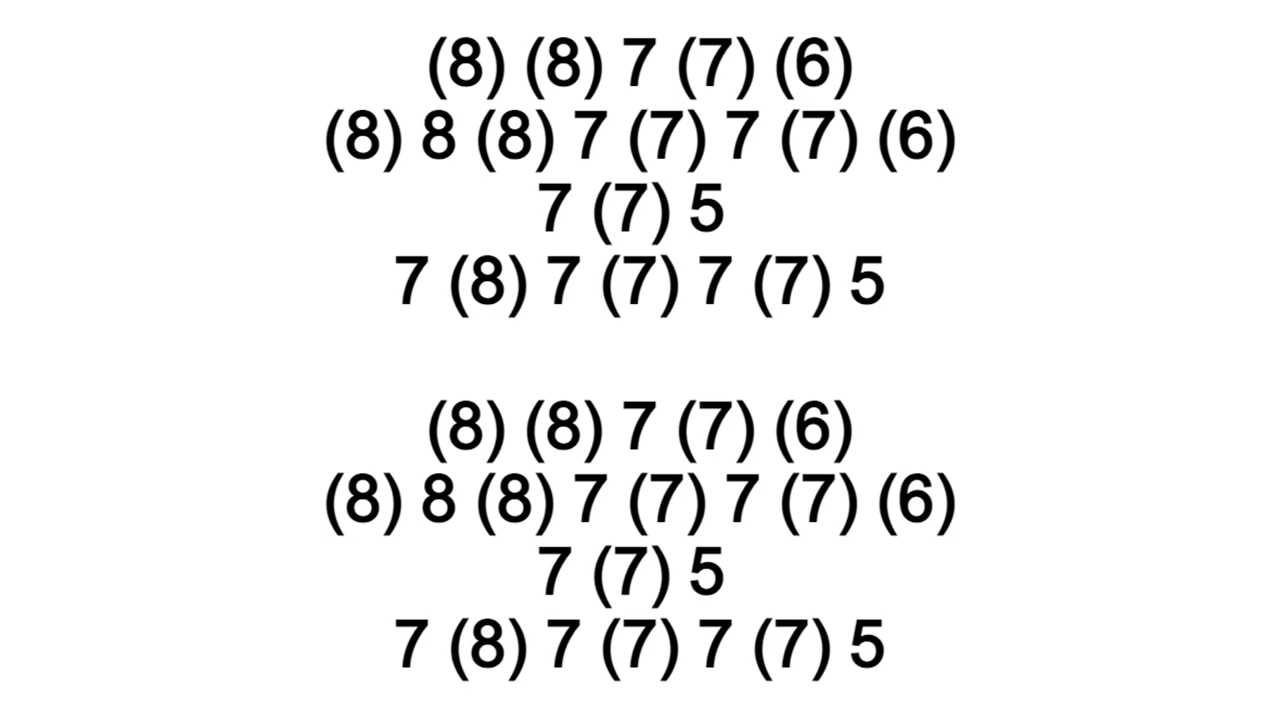 (8) (8) 7 (7) (6)
(8) 8 (8) 7 (7) 7 (7) (6)
7 (7) 5
7 (8) 7 (7) 7 (7) 5
(8) (8) 7 (7) (6)
(8) 8 (8) 7 (7) 7 (7) (6)
7 (7) 5
7 (8) 7 (7) 7 (7) 5